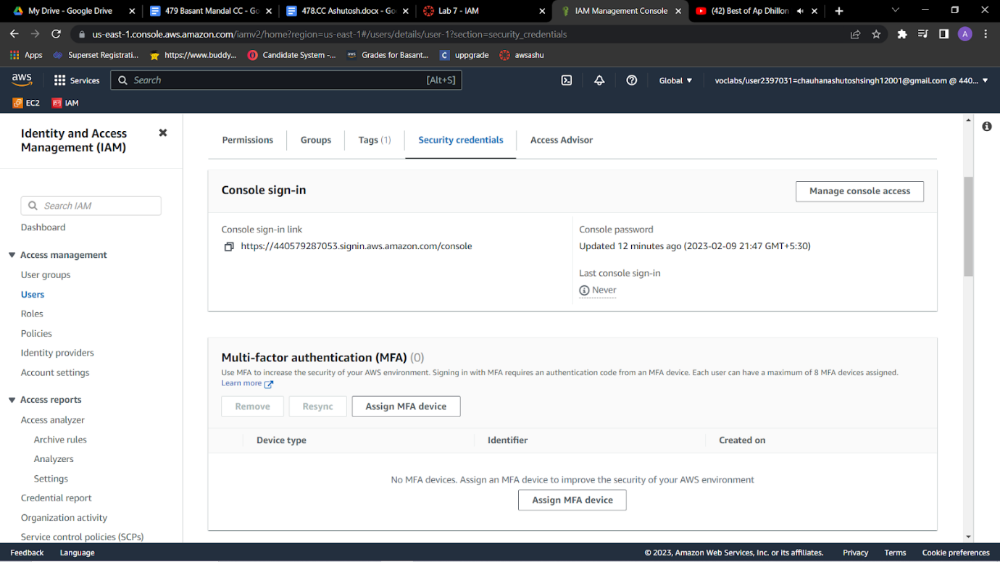 My Drive - Google Drive
479 Basant Mandal CC - Go
478.CC Ashutosh.docx - Go
Lab 7 - IAM
IAM Management Console
(42) Best of Ap Dhillon
us-east-1.console.aws.amazon.com/iamv2/home?region=us-east-1#/users/details/user-1?section=security_credentials
A
Apps
Superset Registrati...
https://www.buddy...
Candidate System -...
aws
Grades for Basant...
C
uppgrade
awsashu
aws
Services
Search
[Alt+S]
Global
voclabs/user2397031=chauhanashutoshsingh12001@gmail.com @ 440...
EC2
IAM
Identity and Access
Management (IAM)
Search IAM
Dashboard
Access management
User groups
Users
Roles
Policies
Identity providers
Account settings
Access reports
Access analyzer
Archive rules
Analyzers
Settings
Credential report
Organization activity
Service control policies (SCPs)
Permissions
Groups
Tags (1)
Security credentials
Access Advisor
Console sign-in
Manage console access
Console sign-in link
https://440579287053.signin.aws.amazon.com/console
Console password
Updated 12 minutes ago (2023-02-09 21:47 GMT+5:30)
Last console sign-in
Never
Multi-factor authentication (MFA) (0)
Use MFA to increase the security of your AWS environment. Signing in with MFA requires an authentication code from an MFA device. Each user can have a maximum of 8 MFA devices assigned.
Learn more
Remove
Resync
Assign MFA device
Device type
Identifier
Created on
No MFA devices. Assign an MFA device to improve the security of your AWS environment
Assign MFA device
Feedback
Language
© 2023, Amazon Web Services, Inc. or its affiliates.
Privacy
Terms
Cookie preferences